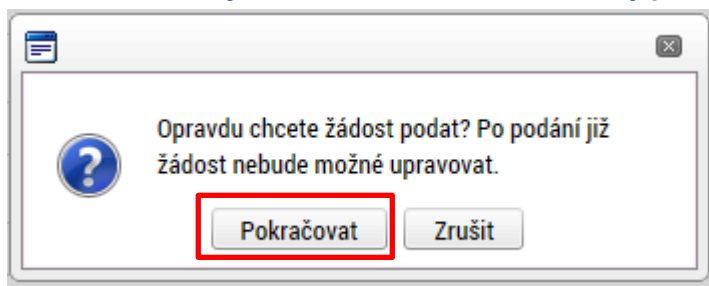 Opravdu chcete žádost podat? Po podání již
žádost nebude možné upravovat.
Pokračovat
Zrušit